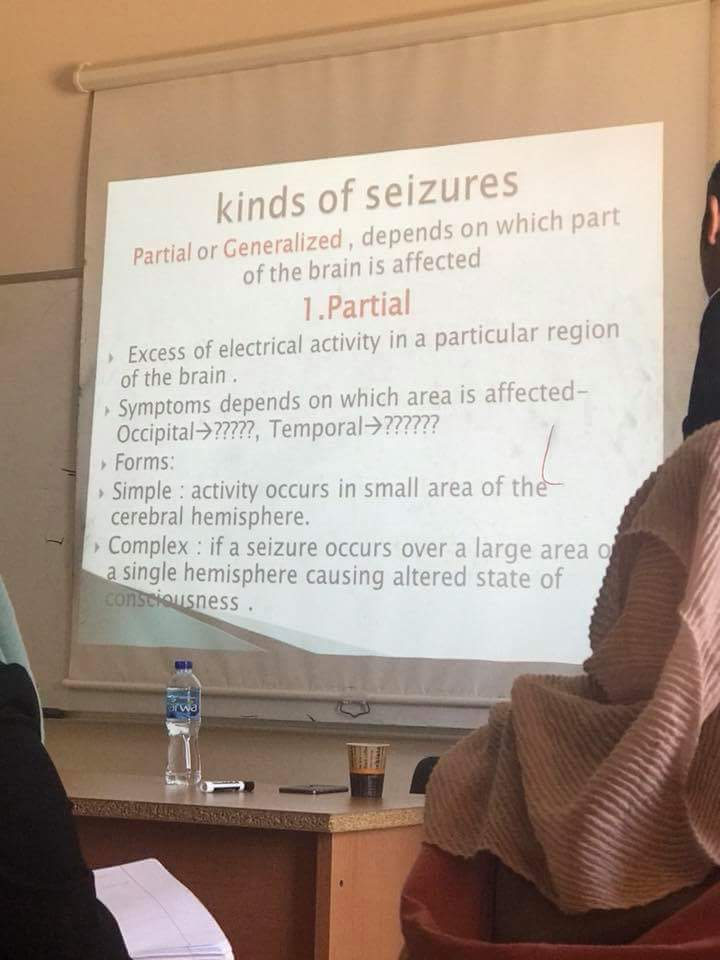 kinds of seizures
Partial or Generalized , depends on which part
of the brain is affected
1.Partial
Excess of electrical activity in a particular region
of the brain .
Symptoms depends on which area is affected–
Occipital→?????, Temporal→??????
Forms:
Simple : activity occurs in small area of the
cerebral hemisphere.
Complex : if a seizure occurs over a large area o
a single hemisphere causing altered state of
consciousness .
arwa